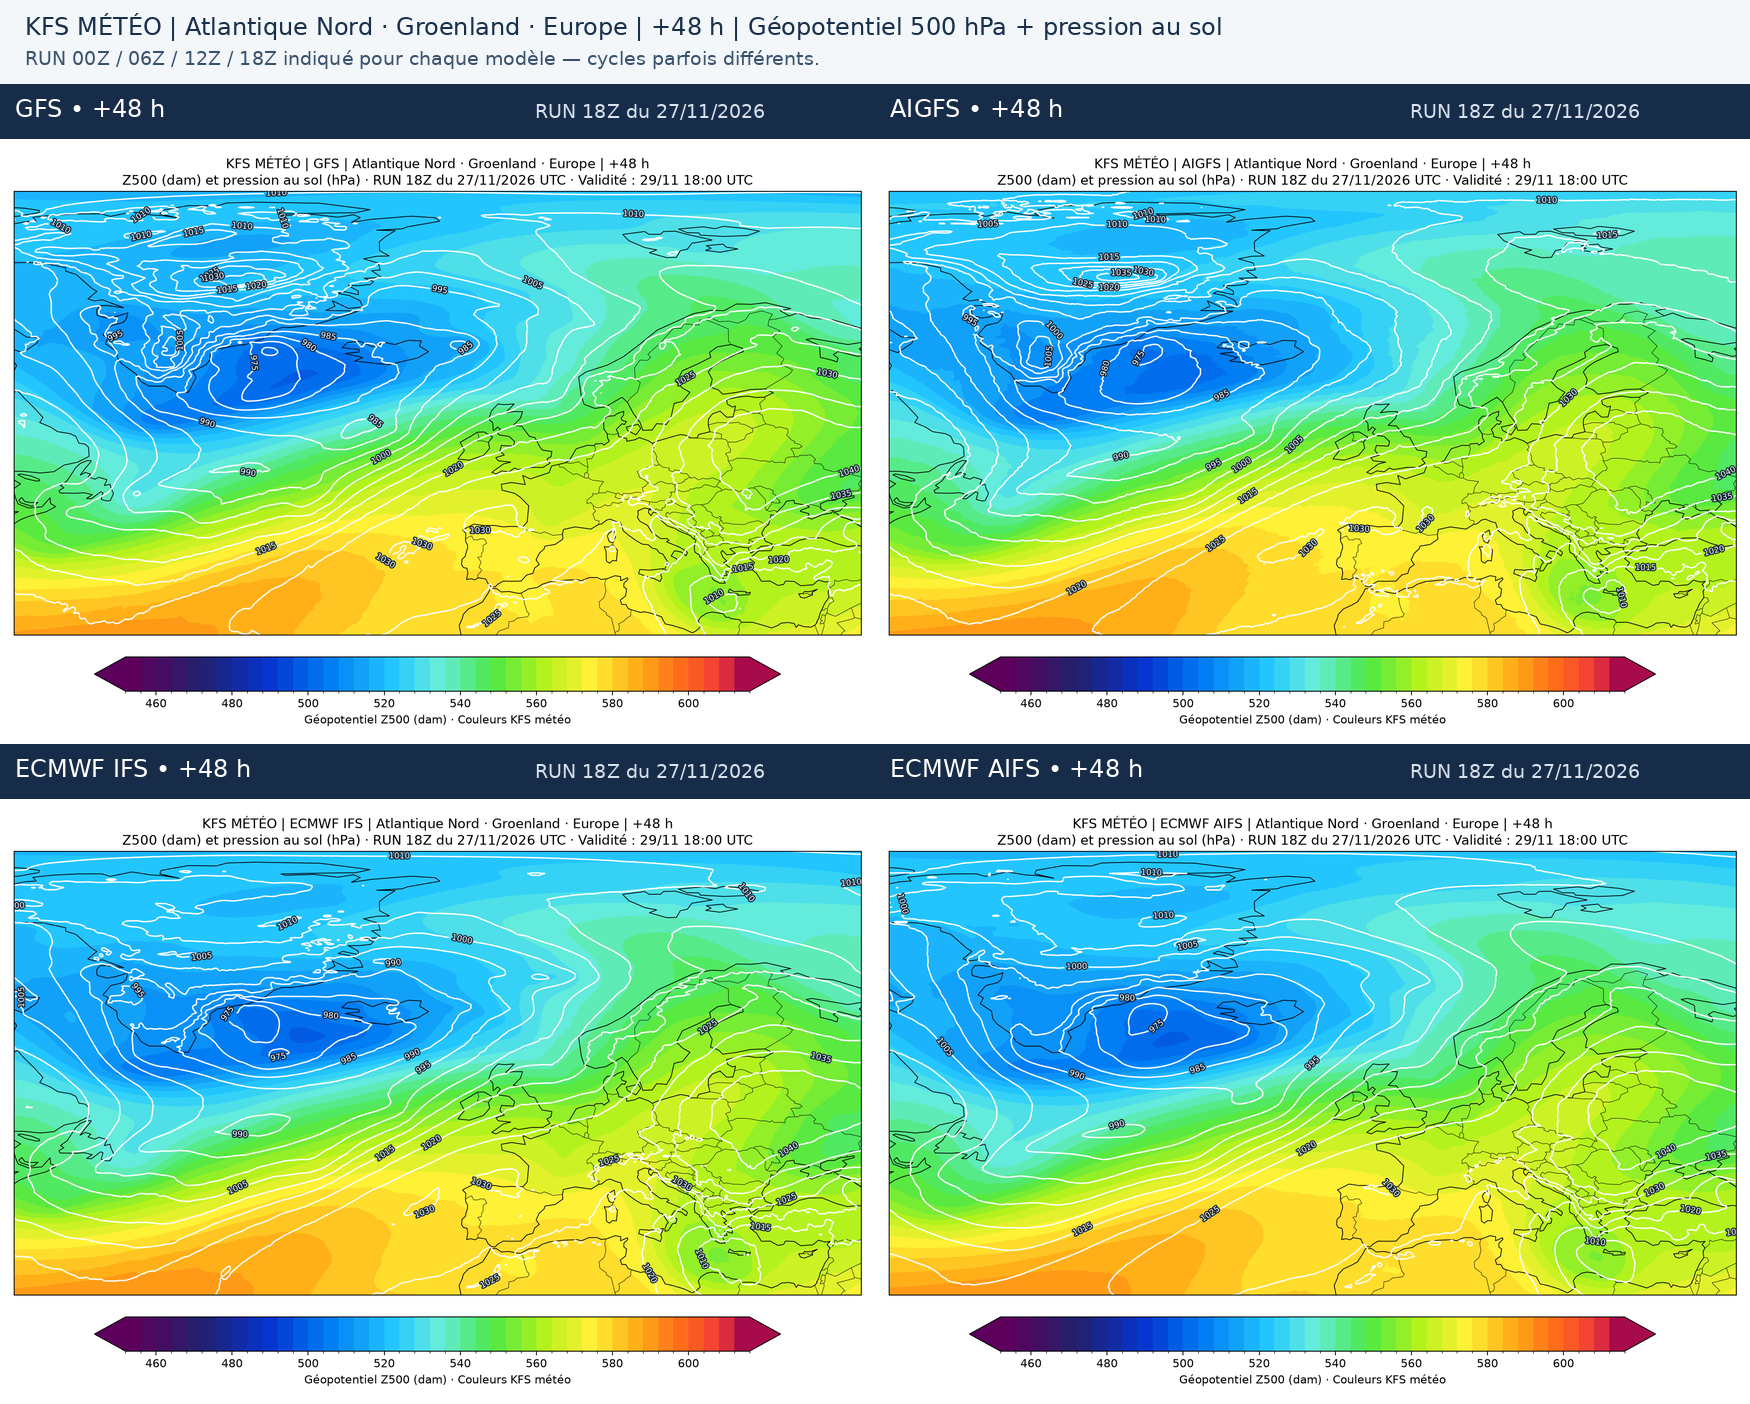 KFS MÉTÉO | Atlantique Nord · Groenland · Europe | +48 h | Géopotentiel 500 hPa + pression au sol
RUN 00Z / 06Z / 12Z / 18Z indiqué pour chaque modèle — cycles parfois différents.
GFS • +48 h RUN 18Z du 27/11/2026
AIGFS • +48 h RUN 18Z du 27/11/2026
KFS MÉTÉO | GFS | Atlantique Nord · Groenland · Europe | +48 h
Z500 (dam) et pression au sol (hPa) · RUN 18Z du 27/11/2026 UTC · Validité : 29/11 18:00 UTC
460 480 500 520 540 560 580 600
Géopotentiel Z500 (dam) · Couleurs KFS météo
KFS MÉTÉO | AIGFS | Atlantique Nord · Groenland · Europe | +48 h
Z500 (dam) et pression au sol (hPa) · RUN 18Z du 27/11/2026 UTC · Validité : 29/11 18:00 UTC
460 480 500 520 540 560 580 600
Géopotentiel Z500 (dam) · Couleurs KFS météo
ECMWF IFS • +48 h RUN 18Z du 27/11/2026
ECMWF AIFS • +48 h RUN 18Z du 27/11/2026
KFS MÉTÉO | ECMWF IFS | Atlantique Nord · Groenland · Europe | +48 h
Z500 (dam) et pression au sol (hPa) · RUN 18Z du 27/11/2026 UTC · Validité : 29/11 18:00 UTC
460 480 500 520 540 560 580 600
Géopotentiel Z500 (dam) · Couleurs KFS météo
KFS MÉTÉO | ECMWF AIFS | Atlantique Nord · Groenland · Europe | +48 h
Z500 (dam) et pression au sol (hPa) · RUN 18Z du 27/11/2026 UTC · Validité : 29/11 18:00 UTC
460 480 500 520 540 560 580 600
Géopotentiel Z500 (dam) · Couleurs KFS météo